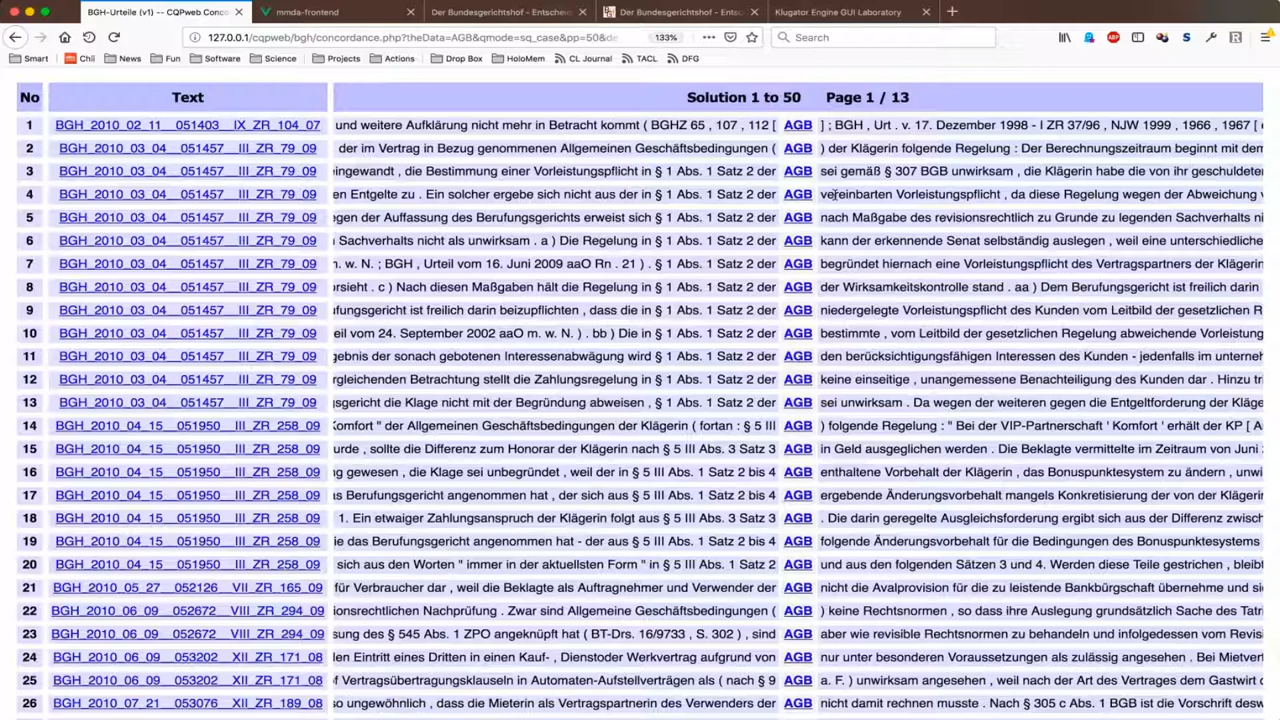 BGH-Urteile (v1) — CQPweb Conc
mmda-frontend
Der Bundesgerichtshof - Entsche
Der Bundesgerichtshof - Entsc
Klugator Engine GUI-Laboratory
127.0.0.1/cqpweb/bgh/concordance.php?theData=AGB&qmode=sq_case&pp=50&de
133%
Search
Smart Chii News Fun Software Science Projects Actions Drop Box HoloMem CL Journal TACL DFG
No Text Solution 1 to 50 Page 1 / 13
1 BGH_2010_02_11__051403__IX_ZR_104_07 und weitere Aufklärung nicht mehr in Betracht kommt ( BGHZ 65 , 107 , 112 [ AGB ] ; BGH , Urt . v. 17. Dezember 1998 - I ZR 37/96 , NJW 1999 , 1966 , 1967 [
2 BGH_2010_03_04__051457__III_ZR_79_09 der im Vertrag in Bezug genommenen Allgemeinen Geschäftsbedingungen ( AGB ) der Klägerin folgende Regelung : Der Berechnungszeitraum beginnt mit dem
3 BGH_2010_03_04__051457__III_ZR_79_09 eingewandt , die Bestimmung einer Vorleistungspflicht in § 1 Abs. 1 Satz 2 der AGB sei gemäß § 307 BGB unwirksam , die Klägerin habe die von ihr geschuldeten
4 BGH_2010_03_04__051457__III_ZR_79_09 en Entgelte zu . Ein solcher ergebe sich nicht aus der in § 1 Abs. 1 Satz 2 der AGB vereinbarten Vorleistungspflicht , da diese Regelung wegen der Abweichung v
5 BGH_2010_03_04__051457__III_ZR_79_09 egen der Auffassung des Berufungsgerichts erweist sich § 1 Abs. 1 Satz 2 der AGB nach Maßgabe des revisionsrechtlich zu Grunde zu legenden Sachverhalts ni
6 BGH_2010_03_04__051457__III_ZR_79_09 Sachverhalts nicht als unwirksam . a ) Die Regelung in § 1 Abs. 1 Satz 2 der AGB kann der erkennende Senat selbständig auslegen , weil eine unterschiedliche
7 BGH_2010_03_04__051457__III_ZR_79_09 . m. w. N. ; BGH , Urteil vom 16. Juni 2009 aaO Rn . 21 ) . § 1 Abs. 1 Satz 2 der AGB begründet hiernach eine Vorleistungspflicht des Vertragspartners der Klägerin
8 BGH_2010_03_04__051457__III_ZR_79_09 orsieht . c ) Nach diesen Maßgaben hält die Regelung in § 1 Abs. 1 Satz 2 der AGB der Wirksamkeitskontrolle stand . aa ) Dem Berufungsgericht ist freilich darin
9 BGH_2010_03_04__051457__III_ZR_79_09 ufungsgericht ist freilich darin beizupflichten , dass die in § 1 Abs. 1 Satz 2 der AGB niedergelegte Vorleistungspflicht des Kunden vom Leitbild der gesetzlichen R
10 BGH_2010_03_04__051457__III_ZR_79_09 eil vom 24. September 2002 aaO m. w. N. ) . bb ) Die in § 1 Abs. 1 Satz 2 der AGB bestimmte , vom Leitbild der gesetzlichen Regelung abweichende Vorleistung
11 BGH_2010_03_04__051457__III_ZR_79_09 gebnis der sonach gebotenen Interessenabwägung wird § 1 Abs. 1 Satz 2 der AGB den berücksichtigungsfähigen Interessen des Kunden - jedenfalls im unterneh
12 BGH_2010_03_04__051457__III_ZR_79_09 rgleichenden Betrachtung stellt die Zahlungsregelung in § 1 Abs. 1 Satz 2 der AGB keine einseitige , unangemessene Benachteiligung des Kunden dar . Hinzu tri
13 BGH_2010_03_04__051457__III_ZR_79_09 gsgericht die Klage nicht mit der Begründung abweisen , § 1 Abs. 1 Satz 2 der AGB sei unwirksam . Da wegen der weiteren gegen die Entgeltforderung der Kläge
14 BGH_2010_04_15__051950__III_ZR_258_09 Komfort " der Allgemeinen Geschäftsbedingungen der Klägerin ( fortan : § 5 III AGB ) folgende Regelung : " Bei der VIP-Partnerschaft ' Komfort ' erhält der KP [ A
15 BGH_2010_04_15__051950__III_ZR_258_09 urde , sollte die Differenz zum Honorar der Klägerin nach § 5 III Abs. 3 Satz 3 AGB in Geld ausgeglichen werden . Die Beklagte vermittelte im Zeitraum von Juni
16 BGH_2010_04_15__051950__III_ZR_258_09 g gewesen , die Klage sei unbegründet , weil der in § 5 III Abs. 1 Satz 2 bis 4 AGB enthaltene Vorbehalt der Klägerin , das Bonuspunktesystem zu ändern , unwi
17 BGH_2010_04_15__051950__III_ZR_258_09 s Berufungsgericht angenommen hat , der sich aus § 5 III Abs. 1 Satz 2 bis 4 AGB ergebende Änderungsvorbehalt mangels Konkretisierung der von der Klägerin
18 BGH_2010_04_15__051950__III_ZR_258_09 1. Ein etwaiger Zahlungsanspruch der Klägerin folgt aus § 5 III Abs. 3 Satz 3 AGB . Die darin geregelte Ausgleichsforderung ergibt sich aus der Differenz zwisch
19 BGH_2010_04_15__051950__III_ZR_258_09 ie das Berufungsgericht angenommen hat - der aus § 5 III Abs. 1 Satz 2 bis 4 AGB folgende Änderungsvorbehalt für die Bedingungen des Bonuspunktesystems
20 BGH_2010_04_15__051950__III_ZR_258_09 sich aus den Worten " immer in der aktuellsten Form " in § 5 III Abs. 1 Satz 2 AGB und aus den folgenden Sätzen 3 und 4. Werden diese Teile gestrichen , bleibt
21 BGH_2010_05_27__052126__VII_ZR_165_09 für Verbraucher dar , weil die Beklagte als Auftragnehmer und Verwender der AGB nicht die Avalprovision für die zu leistende Bankbürgschaft übernehme und si
22 BGH_2010_06_09__052672__VIII_ZR_294_09 ionsrechtlichen Nachprüfung . Zwar sind Allgemeine Geschäftsbedingungen ( AGB ) keine Rechtsnormen , so dass ihre Auslegung grundsätzlich Sache des Tatri
23 BGH_2010_06_09__052672__VIII_ZR_294_09 sung des § 545 Abs. 1 ZPO angeknüpft hat ( BT-Drs. 16/9733 , S. 302 ) , sind AGB aber wie revisible Rechtsnormen zu behandeln und infolgedessen vom Revis
24 BGH_2010_06_09__053202__XII_ZR_171_08 len Eintritt eines Dritten in einen Kauf- , Dienstoder Werkvertrag aufgrund von AGB nur unter besonderen Voraussetzungen als zulässig angesehen . Bei Mietvert
25 BGH_2010_06_09__053202__XII_ZR_171_08 f Vertragsübertragungsklauseln in Automaten-Aufstellverträgen als ( nach § 9 AGB a. F. ) unwirksam angesehen , weil nach der Art des Vertrages dem Gastwirt d
26 BGH_2010_07_21__053076__XII_ZR_189_08 so ungewöhnlich , dass die Mieterin als Vertragspartnerin des Verwenders der AGB nicht damit rechnen musste . Nach § 305 c Abs. 1 BGB ist die Vorschrift desw